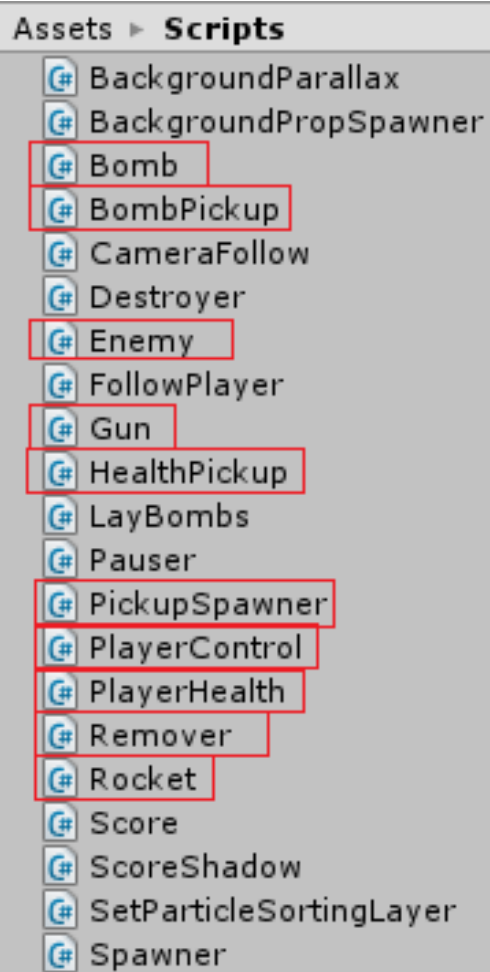 Assets ▸ Scripts
C# BackgroundParallax
C# BackgroundPropSpawner
C# Bomb
C# BombPickup
C# CameraFollow
C# Destroyer
C# Enemy
C# FollowPlayer
C# Gun
C# HealthPickup
C# LayBombs
C# Pauser
C# PickupSpawner
C# PlayerControl
C# PlayerHealth
C# Remover
C# Rocket
C# Score
C# ScoreShadow
C# SetParticleSortingLayer
C# Spawner